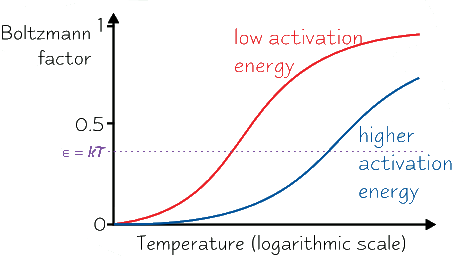 Boltzmann
factor
1
0.5
ε = kT
0
low activation
energy
higher
activation
energy
Temperature (logarithmic scale)